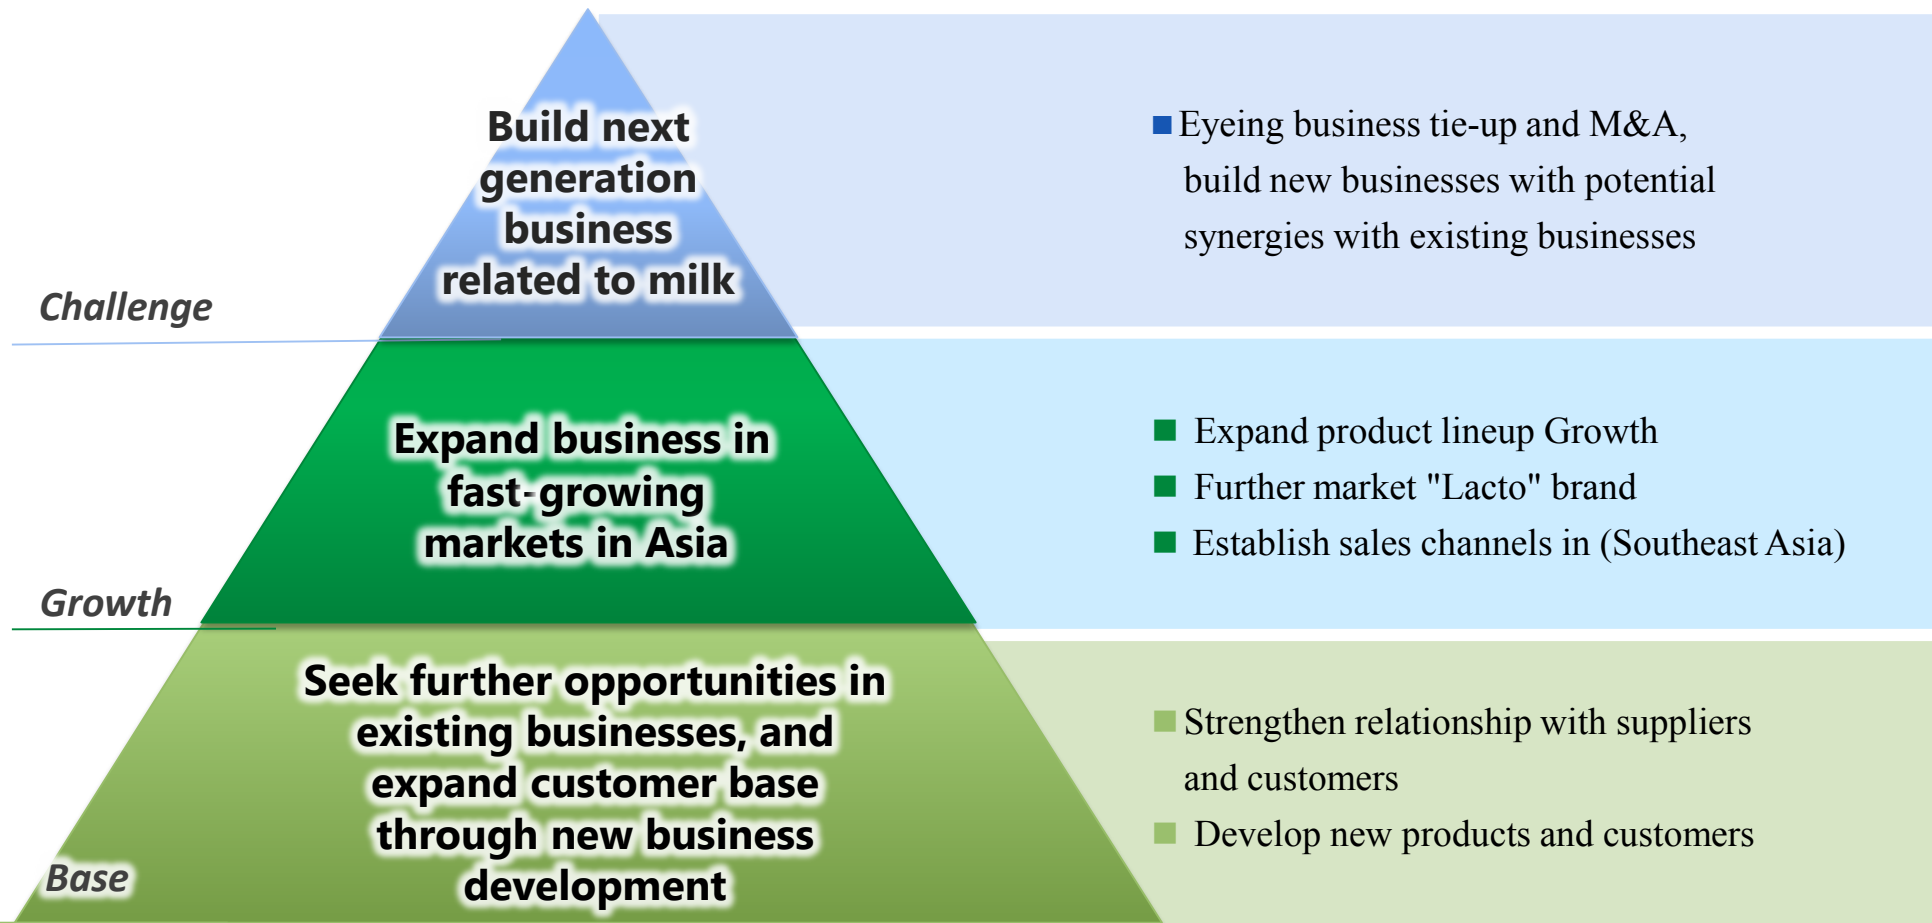 Build next
generation
business
related to milk
Challenge
■ Eyeing business tie-up and M&A,
build new businesses with potential
synergies with existing businesses
Expand business in
fast-growing
markets in Asia
Growth
■ Expand product lineup Growth
■ Further market "Lacto" brand
■ Establish sales channels in (Southeast Asia)
Seek further opportunities in
existing businesses, and
expand customer base
through new business
development
Base
■ Strengthen relationship with suppliers
and customers
■ Develop new products and customers